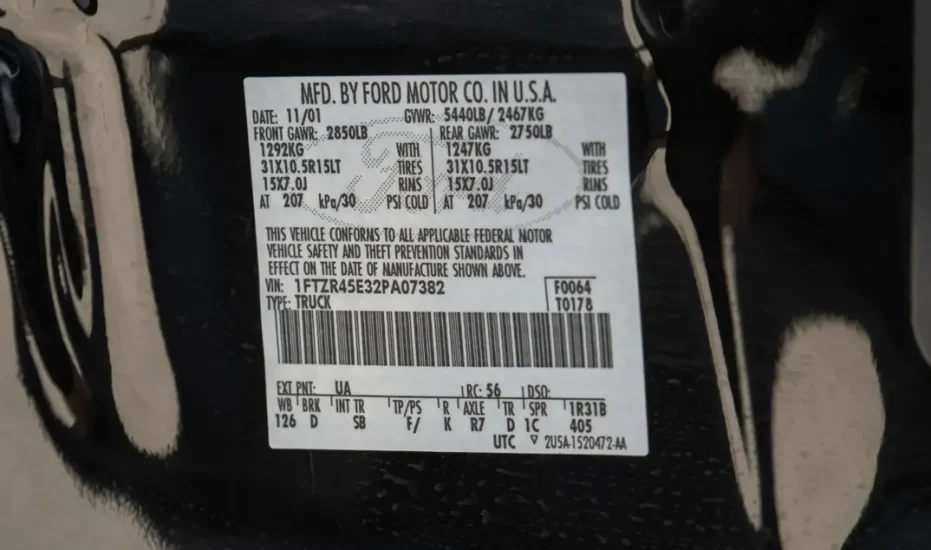 MFD. BY FORD MOTOR CO. IN U.S.A.
DATE: 11/01 GVWR: 5440LB/ 2467KG
FRONT GAWR: 2850LB REAR GAWR: 2750LB
1292KG WITH 1247KG WITH
31X10.5R15LT TIRES 31X10.5R15LT TIRES
15X7.0J RIMS 15X7.0J RIMS
AT 207 kPa/30 PSI COLD AT 207 kPa/30 PSI COLD
THIS VEHICLE CONFORMS TO ALL APPLICABLE FEDERAL MOTOR
VEHICLE SAFETY AND THEFT PREVENTION STANDARDS IN
EFFECT ON THE DATE OF MANUFACTURE SHOWN ABOVE.
VIN: 1FTZR45E32PA07382 F0064
TYPE: TRUCK T0178
EXT PNT: UA RC: 56 DSO:
WB BRK INT TR TP/PS R AXLE TR SPR 1R31B
126 D SB F/ K R7 D 1C 405
UTC ▽ 2U5A-1520472-AA